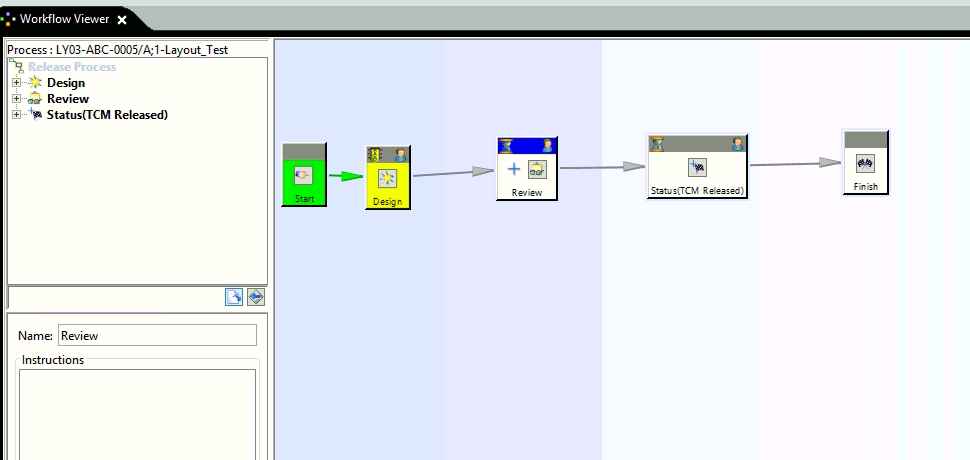 Workflow Viewer
Process : LY03-ABC-0005/A;1-Layout_Test
Release Process
Design
Review
Status(TCM Released)
Start
Design
Review
Status(TCM Released)
Finish
Name: Review
Instructions